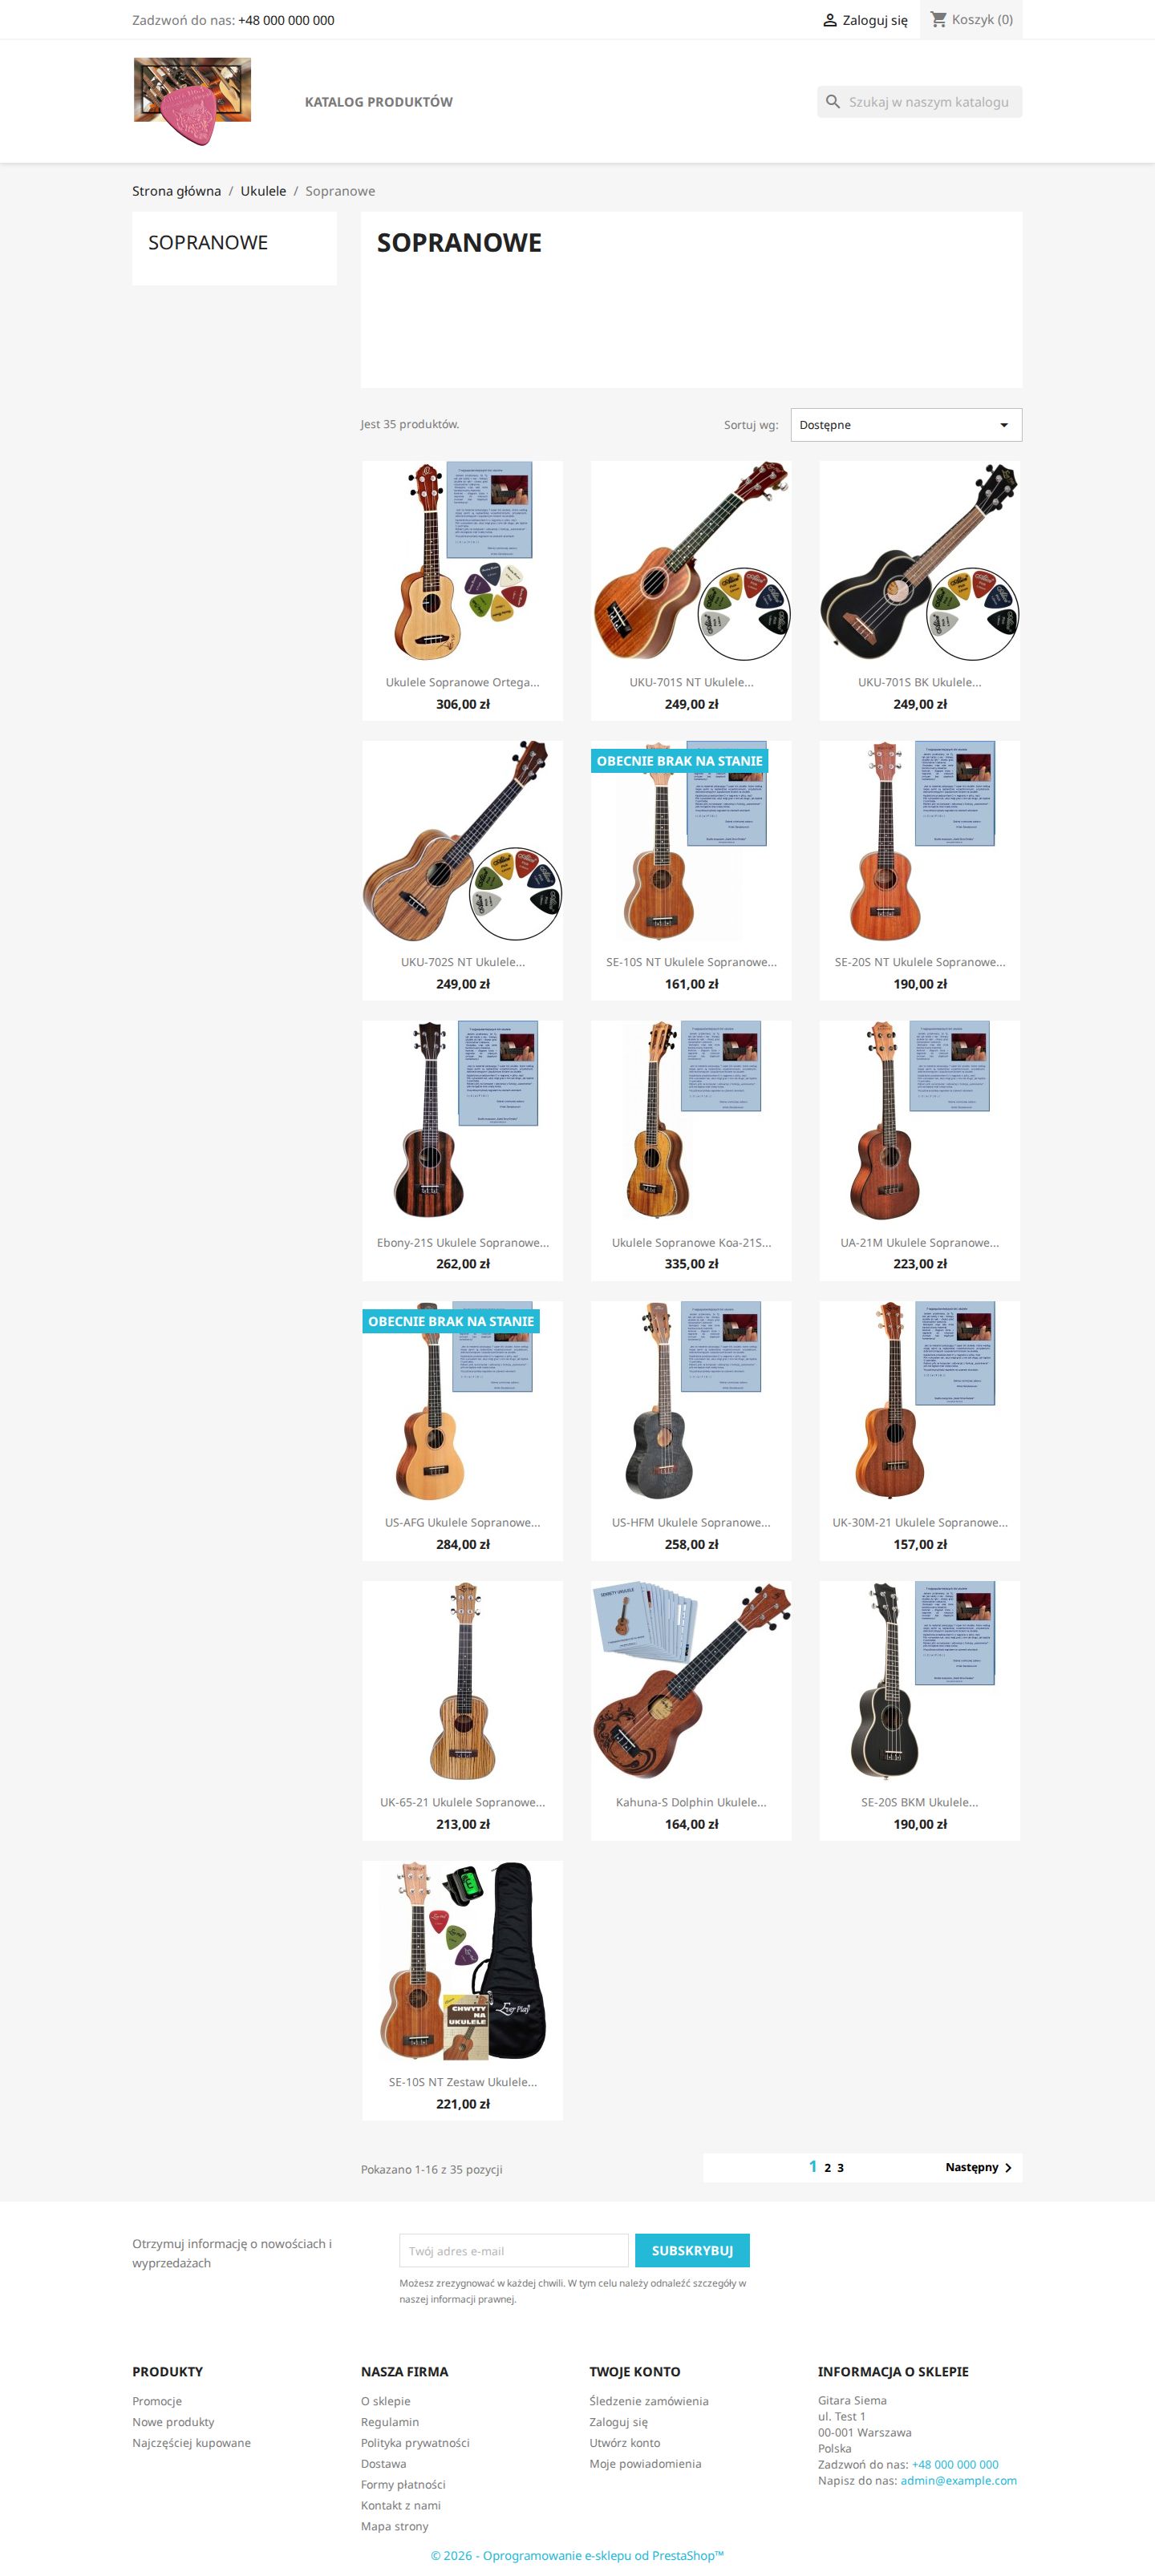 Zadzwoń do nas: +48 000 000 000
Zaloguj się
Koszyk (0)
KATALOG PRODUKTÓW
Szukaj w naszym katalogu
Strona główna / Ukulele / Sopranowe
SOPRANOWE
SOPRANOWE
Jest 35 produktów.
Sortuj wg:
Dostępne
Ukulele Sopranowe Ortega...
306,00 zł
UKU-701S NT Ukulele...
249,00 zł
UKU-701S BK Ukulele...
249,00 zł
UKU-702S NT Ukulele...
249,00 zł
OBECNIE BRAK NA STANIE
SE-10S NT Ukulele Sopranowe...
161,00 zł
SE-20S NT Ukulele Sopranowe...
190,00 zł
Ebony-21S Ukulele Sopranowe...
262,00 zł
Ukulele Sopranowe Koa-21S...
335,00 zł
UA-21M Ukulele Sopranowe...
223,00 zł
OBECNIE BRAK NA STANIE
US-AFG Ukulele Sopranowe...
284,00 zł
US-HFM Ukulele Sopranowe...
258,00 zł
UK-30M-21 Ukulele Sopranowe...
157,00 zł
UK-65-21 Ukulele Sopranowe...
213,00 zł
Kahuna-S Dolphin Ukulele...
164,00 zł
SE-20S BKM Ukulele...
190,00 zł
CHWYTY
NA
UKULELE
Ever Play
SE-10S NT Zestaw Ukulele...
221,00 zł
Pokazano 1-16 z 35 pozycji
1 2 3
Następny
Otrzymuj informację o nowościach i
wyprzedażach
Twój adres e-mail
SUBSKRYBUJ
Możesz zrezygnować w każdej chwili. W tym celu należy odnaleźć szczegóły w
naszej informacji prawnej.
PRODUKTY
Promocje
Nowe produkty
Najczęściej kupowane
NASZA FIRMA
O sklepie
Regulamin
Polityka prywatności
Dostawa
Formy płatności
Kontakt z nami
Mapa strony
TWOJE KONTO
Śledzenie zamówienia
Zaloguj się
Utwórz konto
Moje powiadomienia
INFORMACJA O SKLEPIE
Gitara Siema
ul. Test 1
00-001 Warszawa
Polska
Zadzwoń do nas: +48 000 000 000
Napisz do nas: admin@example.com
© 2026 - Oprogramowanie e-sklepu od PrestaShop™